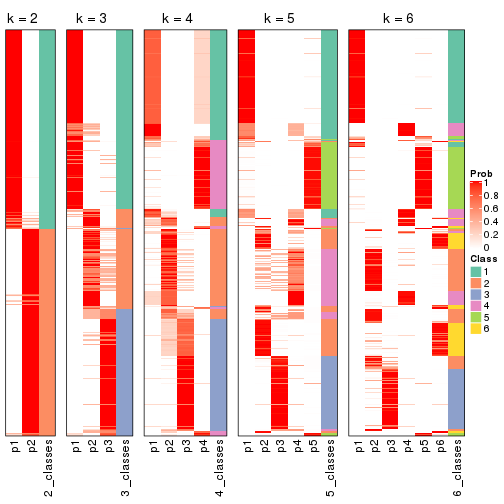 k = 2
k = 3
k = 4
k = 5
k = 6
p1
p2
2_classes
p1
p2
p3
3_classes
p1
p2
p3
p4
4_classes
p1
p2
p3
p4
p5
5_classes
p1
p2
p3
p4
p5
p6
6_classes
Prob
1
0.8
0.6
0.4
0.2
0
Class
1
2
3
4
5
6